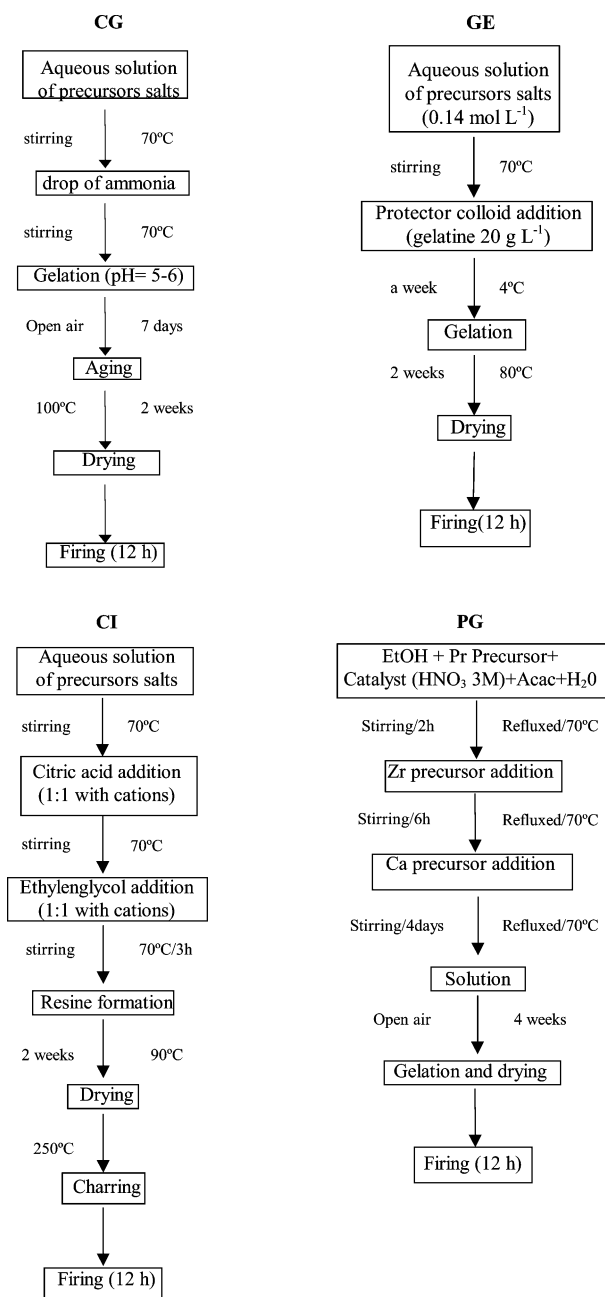 CG
Aqueous solution
of precursors salts
stirring 70ºC
drop of ammonia
stirring 70ºC
Gelation (pH= 5-6)
Open air 7 days
Aging
100ºC 2 weeks
Drying
Firing (12 h)
GE
Aqueous solution
of precursors salts
(0.14 mol L⁻¹)
stirring 70ºC
Protector colloid addition
(gelatine 20 g L⁻¹)
a week 4ºC
Gelation
2 weeks 80ºC
Drying
Firing(12 h)
CI
Aqueous solution
of precursors salts
stirring 70ºC
Citric acid addition
(1:1 with cations)
stirring 70ºC
Ethylenglycol addition
(1:1 with cations)
stirring 70ºC/3h
Resine formation
2 weeks 90ºC
Drying
250ºC
Charring
Firing (12 h)
PG
EtOH + Pr Precursor+
Catalyst (HNO₃ 3M)+Acac+H₂0
Stirring/2h Refluxed/70ºC
Zr precursor addition
Stirring/6h Refluxed/70ºC
Ca precursor addition
Stirring/4days Refluxed/70ºC
Solution
Open air 4 weeks
Gelation and drying
Firing (12 h)